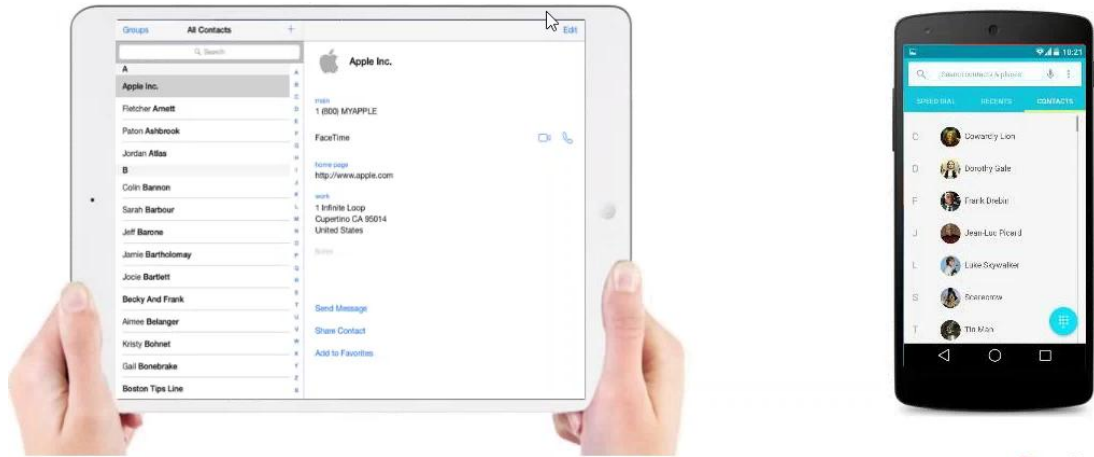 Groups All Contacts + Edit
Search
A
Apple Inc.
Fletcher Amett
Paton Ashbrook
Jordan Atlas
B
Colin Bannon
Sarah Barbour
Jeff Barone
Jamie Bartholomay
Jocie Bartlett
Becky And Frank
Aimee Belanger
Kristy Bohnet
Gail Bonebrake
Boston Tips Line
A
B
C
D
E
F
G
H
I
J
K
L
M
N
O
P
Q
R
S
T
U
V
W
X
Y
Z
#
Apple Inc.
main
1 (800) MYAPPLE
FaceTime
home page
http://www.apple.com
work
1 Infinite Loop
Cupertino CA 95014
United States
Notes
Send Message
Share Contact
Add to Favorites
10:21
Search contacts & places
SPEED DIAL RECENTS CONTACTS
C Cowardly Lion
D Dorothy Gale
F Frank Drebin
J Jean-Luc Picard
L Luke Skywalker
S Scarecrow
T Tin Man